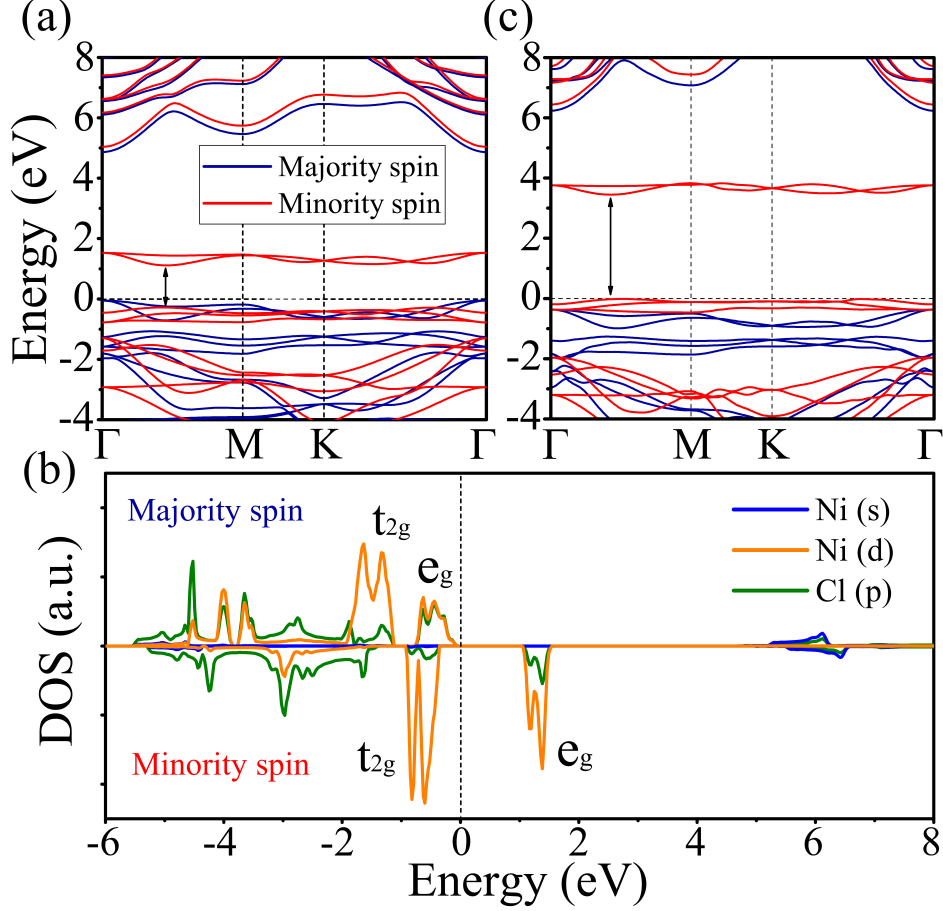 (a)
(c)
8
6
4
2
0
-2
-4
Energy (eV)
Majority spin
Minority spin
Γ M K Γ
8
6
4
2
0
-2
-4
Energy (eV)
Γ M K Γ
(b)
DOS (a.u.)
Majority spin
t2g
eg
Ni (s)
Ni (d)
Cl (p)
Minority spin
t2g
eg
-6 -4 -2 0 2 4 6 8
Energy (eV)